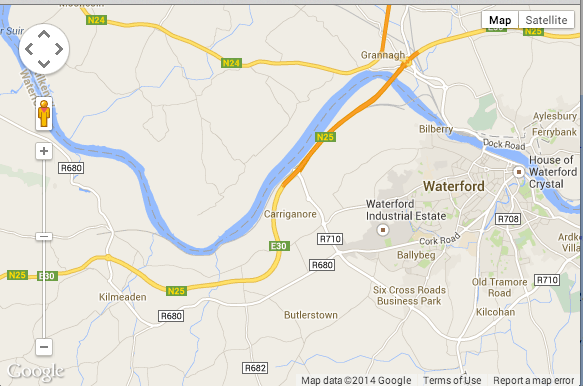 Mooncoin
N24
Map
Satellite
E30
N25
Suir
Grannagh
N24
Aylesbury
Ferrybank
Bilberry
Dock Road
N25
R680
House of
Waterford
Crystal
Waterford
Waterford
Industrial Estate
Carriganore
R708
R710
Cork Road
E30
Ballybeg
R680
N25
E30
N25
Kilmeaden
Six Cross Roads
Business Park
Old Tramore
Road
R710
R680
Butlerstown
Kilcohan
R682
Google
Map data ©2014 Google
Terms of Use
Report a map error